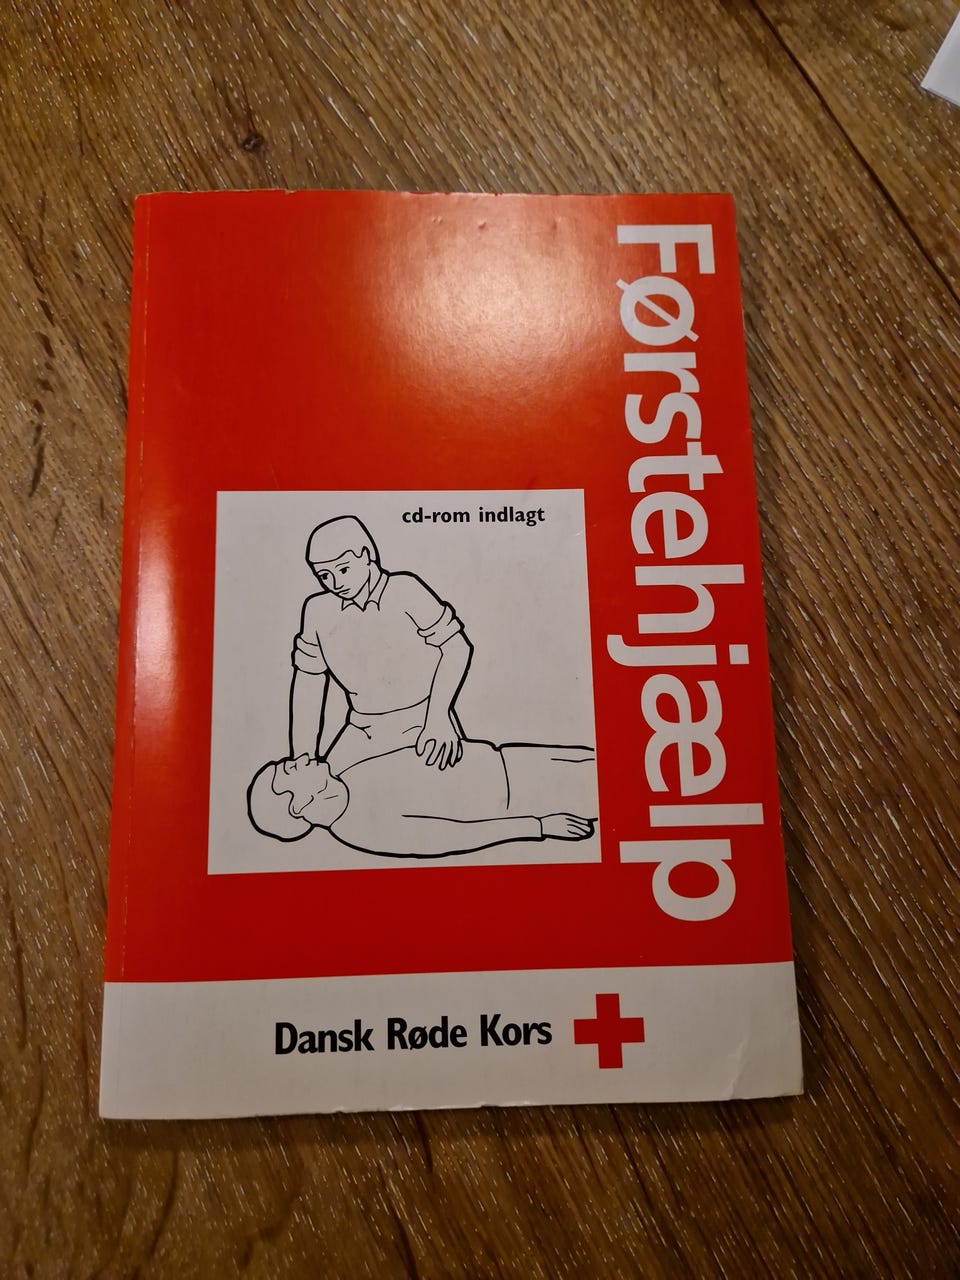 Førstehjælp
cd-rom indlagt
Dansk Røde Kors